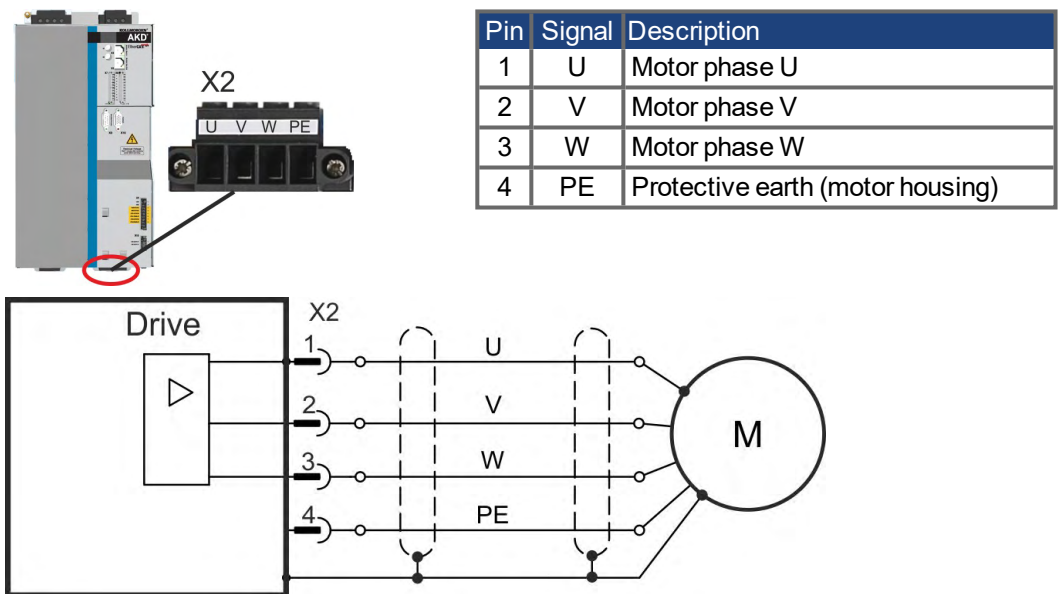 KOLLMORGEN
AKD
X2
U V W PE
Pin Signal Description
1 U Motor phase U
2 V Motor phase V
3 W Motor phase W
4 PE Protective earth (motor housing)
Drive
X2
1
U
2
V
3
W
4
PE
M